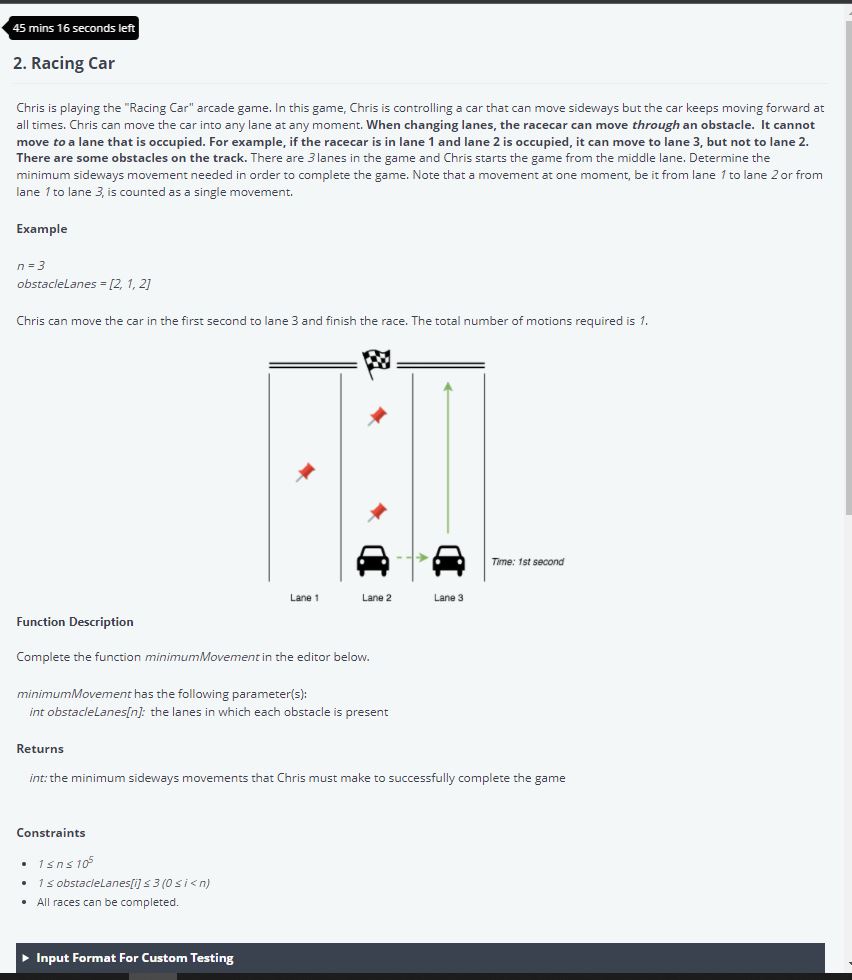 45 mins 16 seconds left
2. Racing Car
Chris is playing the "Racing Car" arcade game. In this game, Chris is controlling a car that can move sideways but the car keeps moving forward at
all times. Chris can move the car into any lane at any moment. When changing lanes, the racecar can move through an obstacle. It cannot
move to a lane that is occupied. For example, if the racecar is in lane 1 and lane 2 is occupied, it can move to lane 3, but not to lane 2.
There are some obstacles on the track. There are 3 lanes in the game and Chris starts the game from the middle lane. Determine the
minimum sideways movement needed in order to complete the game. Note that a movement at one moment, be it from lane 1 to lane 2 or from
lane 1 to lane 3, is counted as a single movement.
Example
n = 3
obstacleLanes = [2, 1, 2]
Chris can move the car in the first second to lane 3 and finish the race. The total number of motions required is 1.
Time: 1st second
Lane 1 Lane 2 Lane 3
Function Description
Complete the function minimumMovement in the editor below.
minimumMovement has the following parameter(s):
int obstacleLanes[n]: the lanes in which each obstacle is present
Returns
int: the minimum sideways movements that Chris must make to successfully complete the game
Constraints
• 1 ≤ n ≤ 10⁵
• 1 ≤ obstacleLanes[i] ≤ 3 (0 ≤ i < n)
• All races can be completed.
Input Format For Custom Testing